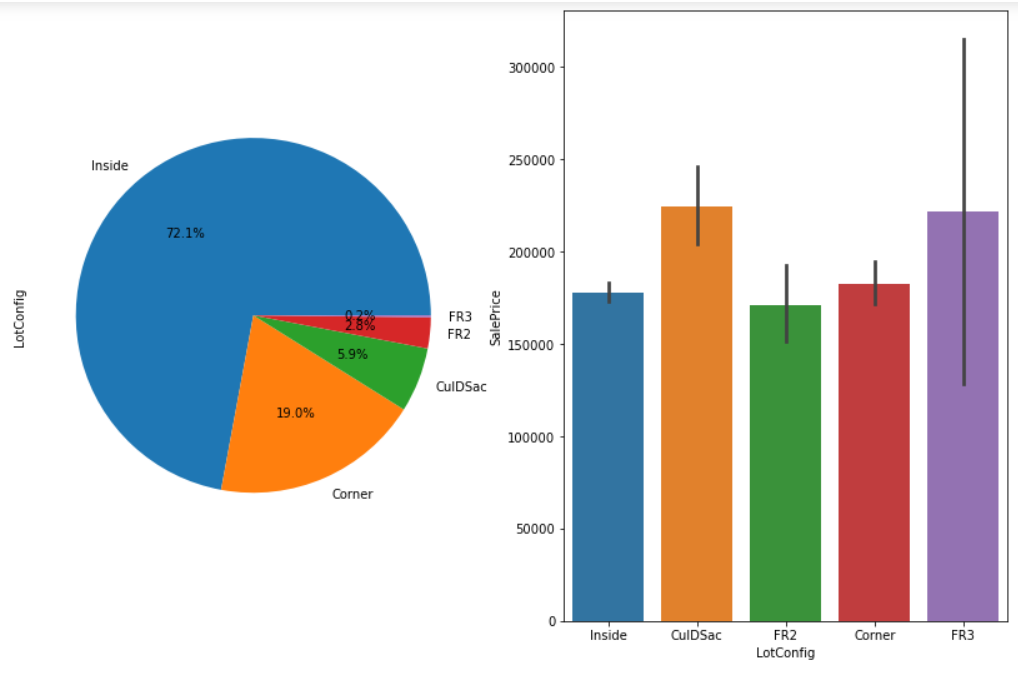 LotConfig
Inside
72.1%
0.2%
FR3
2.8%
FR2
5.9%
CulDSac
19.0%
Corner
SalePrice
300000
250000
200000
150000
100000
50000
0
Inside CulDSac FR2 Corner FR3
LotConfig